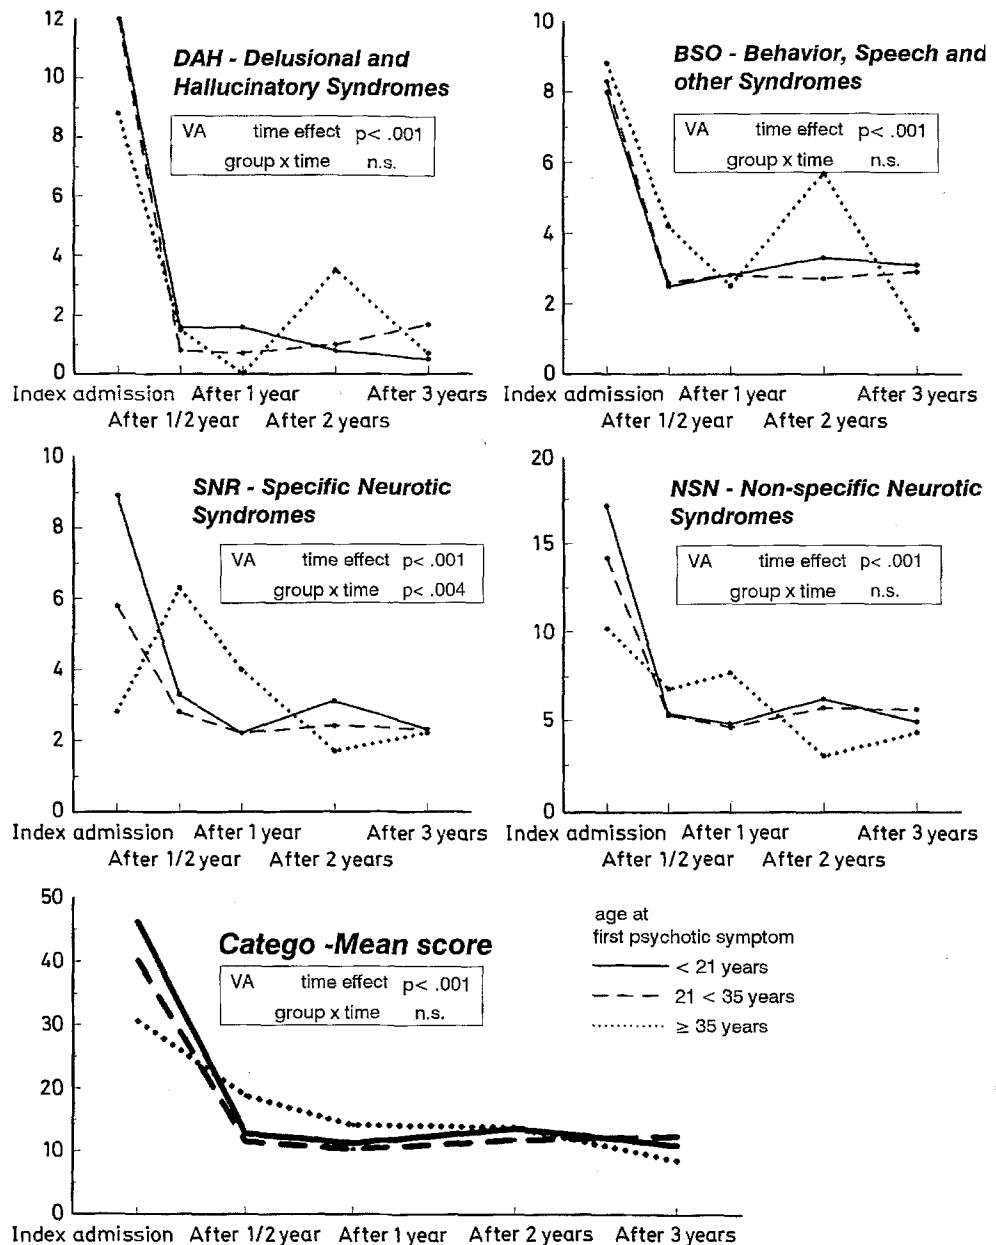 DAH - Delusional and
Hallucinatory Syndromes
VA time effect p< .001
group x time n.s.
12
10
8
6
4
2
0
Index admission After 1 year After 3 years
After 1/2 year After 2 years
BSO - Behavior, Speech and
other Syndromes
VA time effect p< .001
group x time n.s.
10
8
6
4
2
0
Index admission After 1 year After 3 years
After 1/2 year After 2 years
SNR - Specific Neurotic
Syndromes
VA time effect p< .001
group x time p< .004
10
8
6
4
2
0
Index admission After 1 year After 3 years
After 1/2 year After 2 years
NSN - Non-specific Neurotic
Syndromes
VA time effect p< .001
group x time n.s.
20
15
10
5
0
Index admission After 1 year After 3 years
After 1/2 year After 2 years
Catego -Mean score
VA time effect p< .001
group x time n.s.
50
40
30
20
10
0
Index admission After 1/2 year After 1 year After 2 years After 3 years
age at
first psychotic symptom
< 21 years
21 < 35 years
≥ 35 years